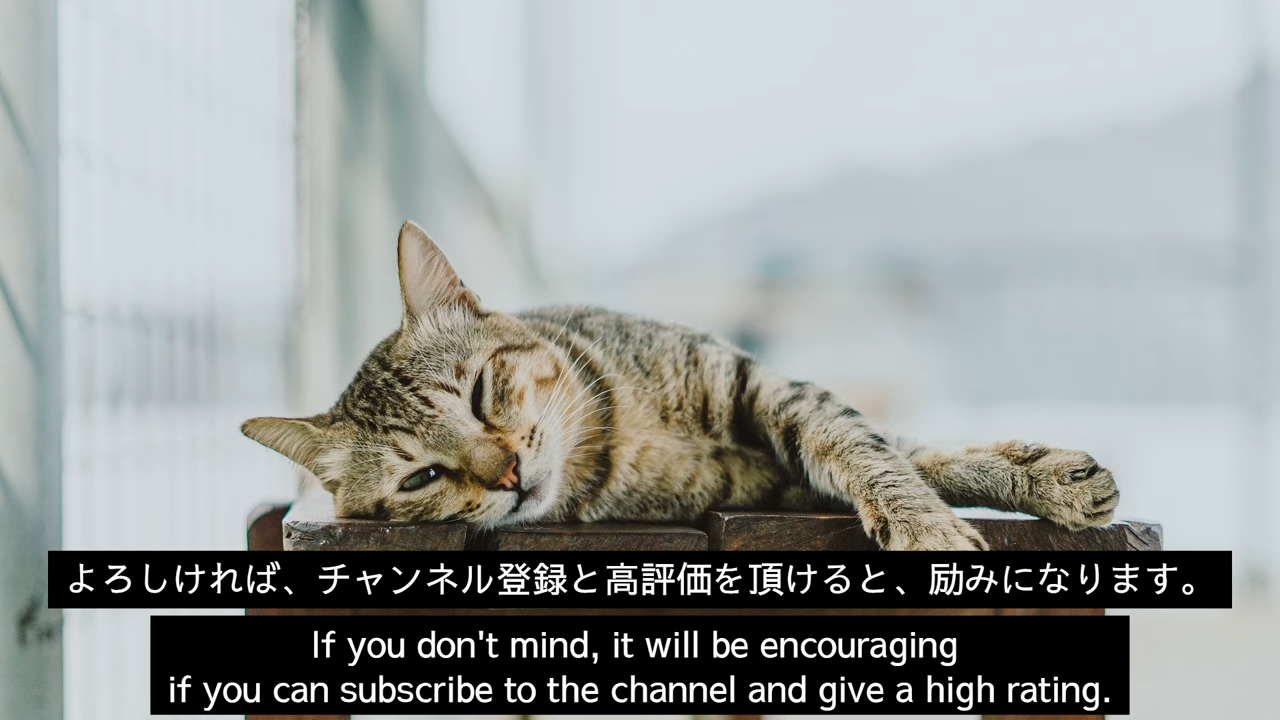 よろしければ、チャンネル登録と高評価を頂けると、励みになります。
If you don't mind, it will be encouraging
if you can subscribe to the channel and give a high rating.